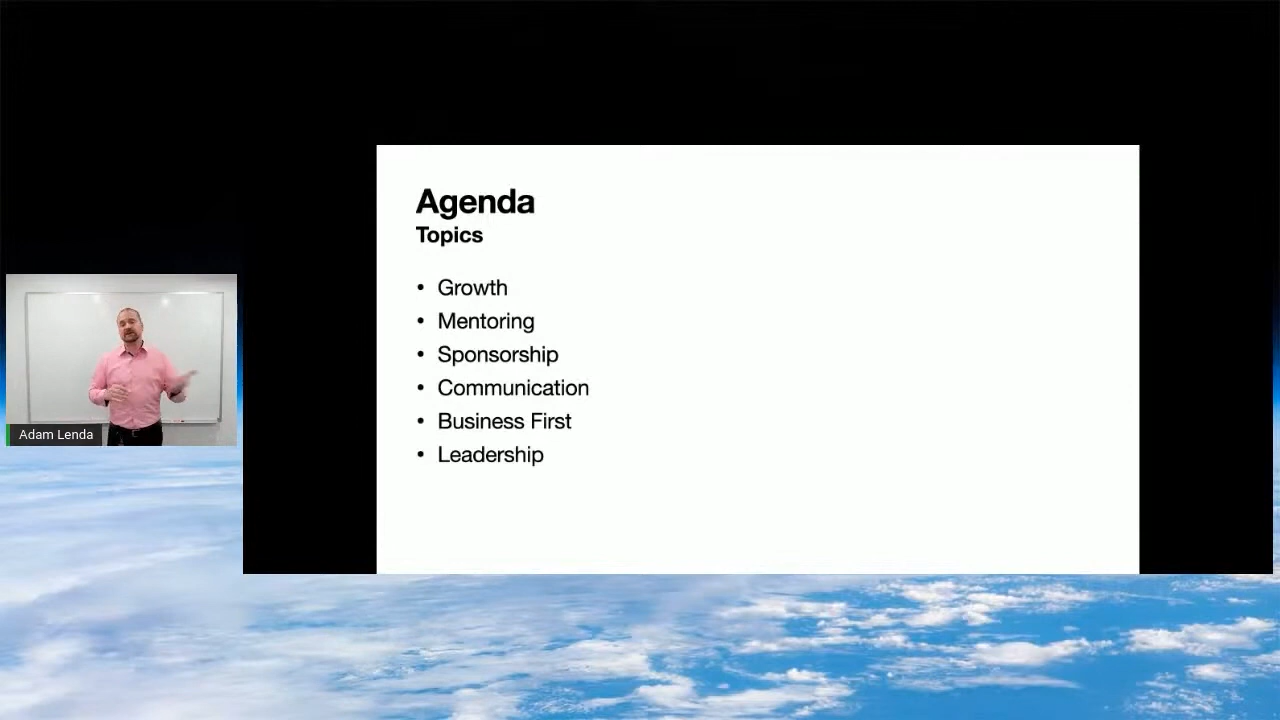 Agenda
Topics
• Growth
• Mentoring
• Sponsorship
• Communication
• Business First
• Leadership
Adam Lenda